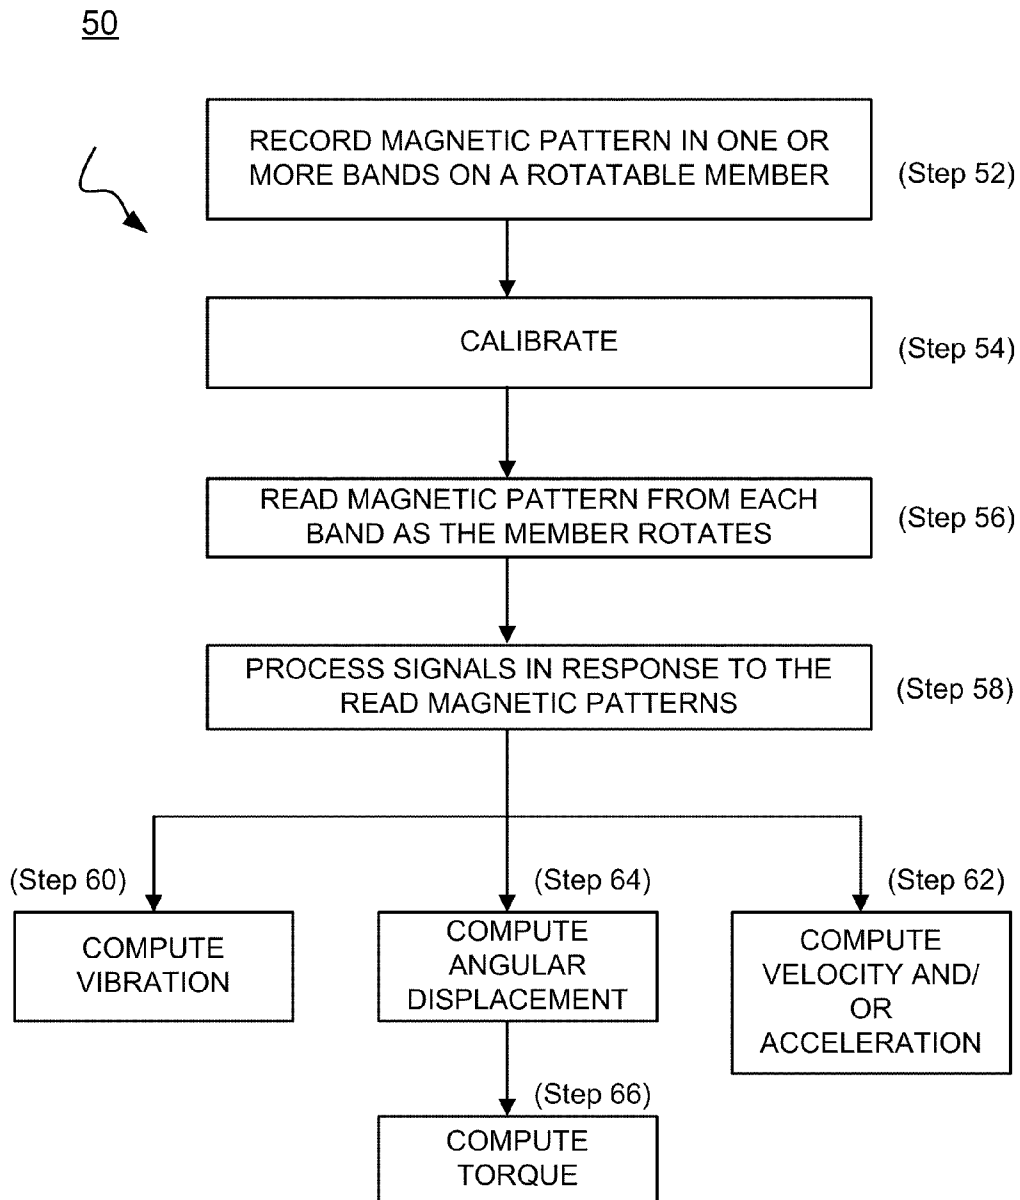 50
RECORD MAGNETIC PATTERN IN ONE OR
MORE BANDS ON A ROTATABLE MEMBER
(Step 52)
CALIBRATE
(Step 54)
READ MAGNETIC PATTERN FROM EACH
BAND AS THE MEMBER ROTATES
(Step 56)
PROCESS SIGNALS IN RESPONSE TO THE
READ MAGNETIC PATTERNS
(Step 58)
(Step 60)
COMPUTE
VIBRATION
(Step 64)
COMPUTE
ANGULAR
DISPLACEMENT
(Step 62)
COMPUTE
VELOCITY AND/
OR
ACCELERATION
(Step 66)
COMPUTE
TORQUE